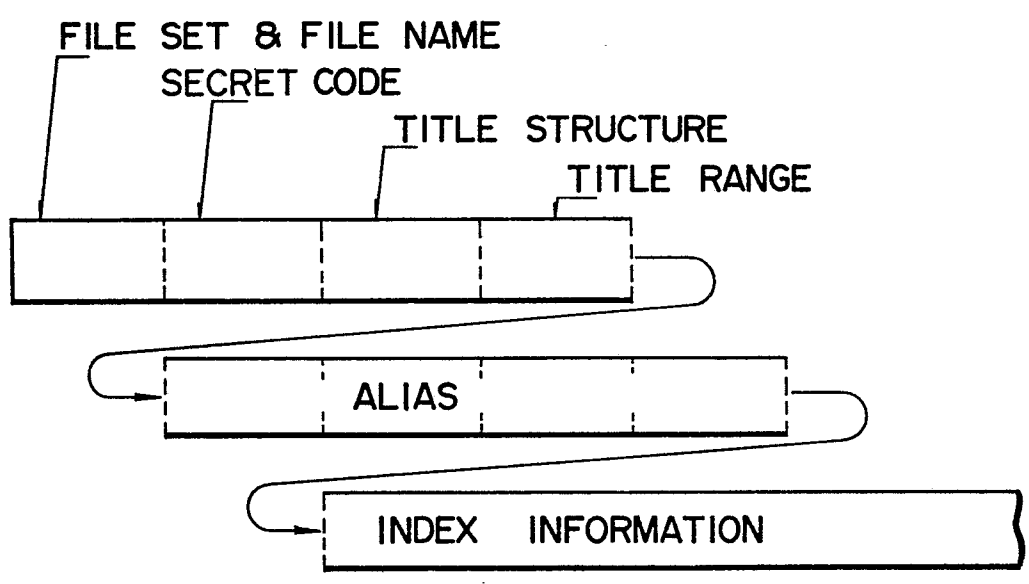 FILE SET & FILE NAME
SECRET CODE
TITLE STRUCTURE
TITLE RANGE
ALIAS
INDEX INFORMATION